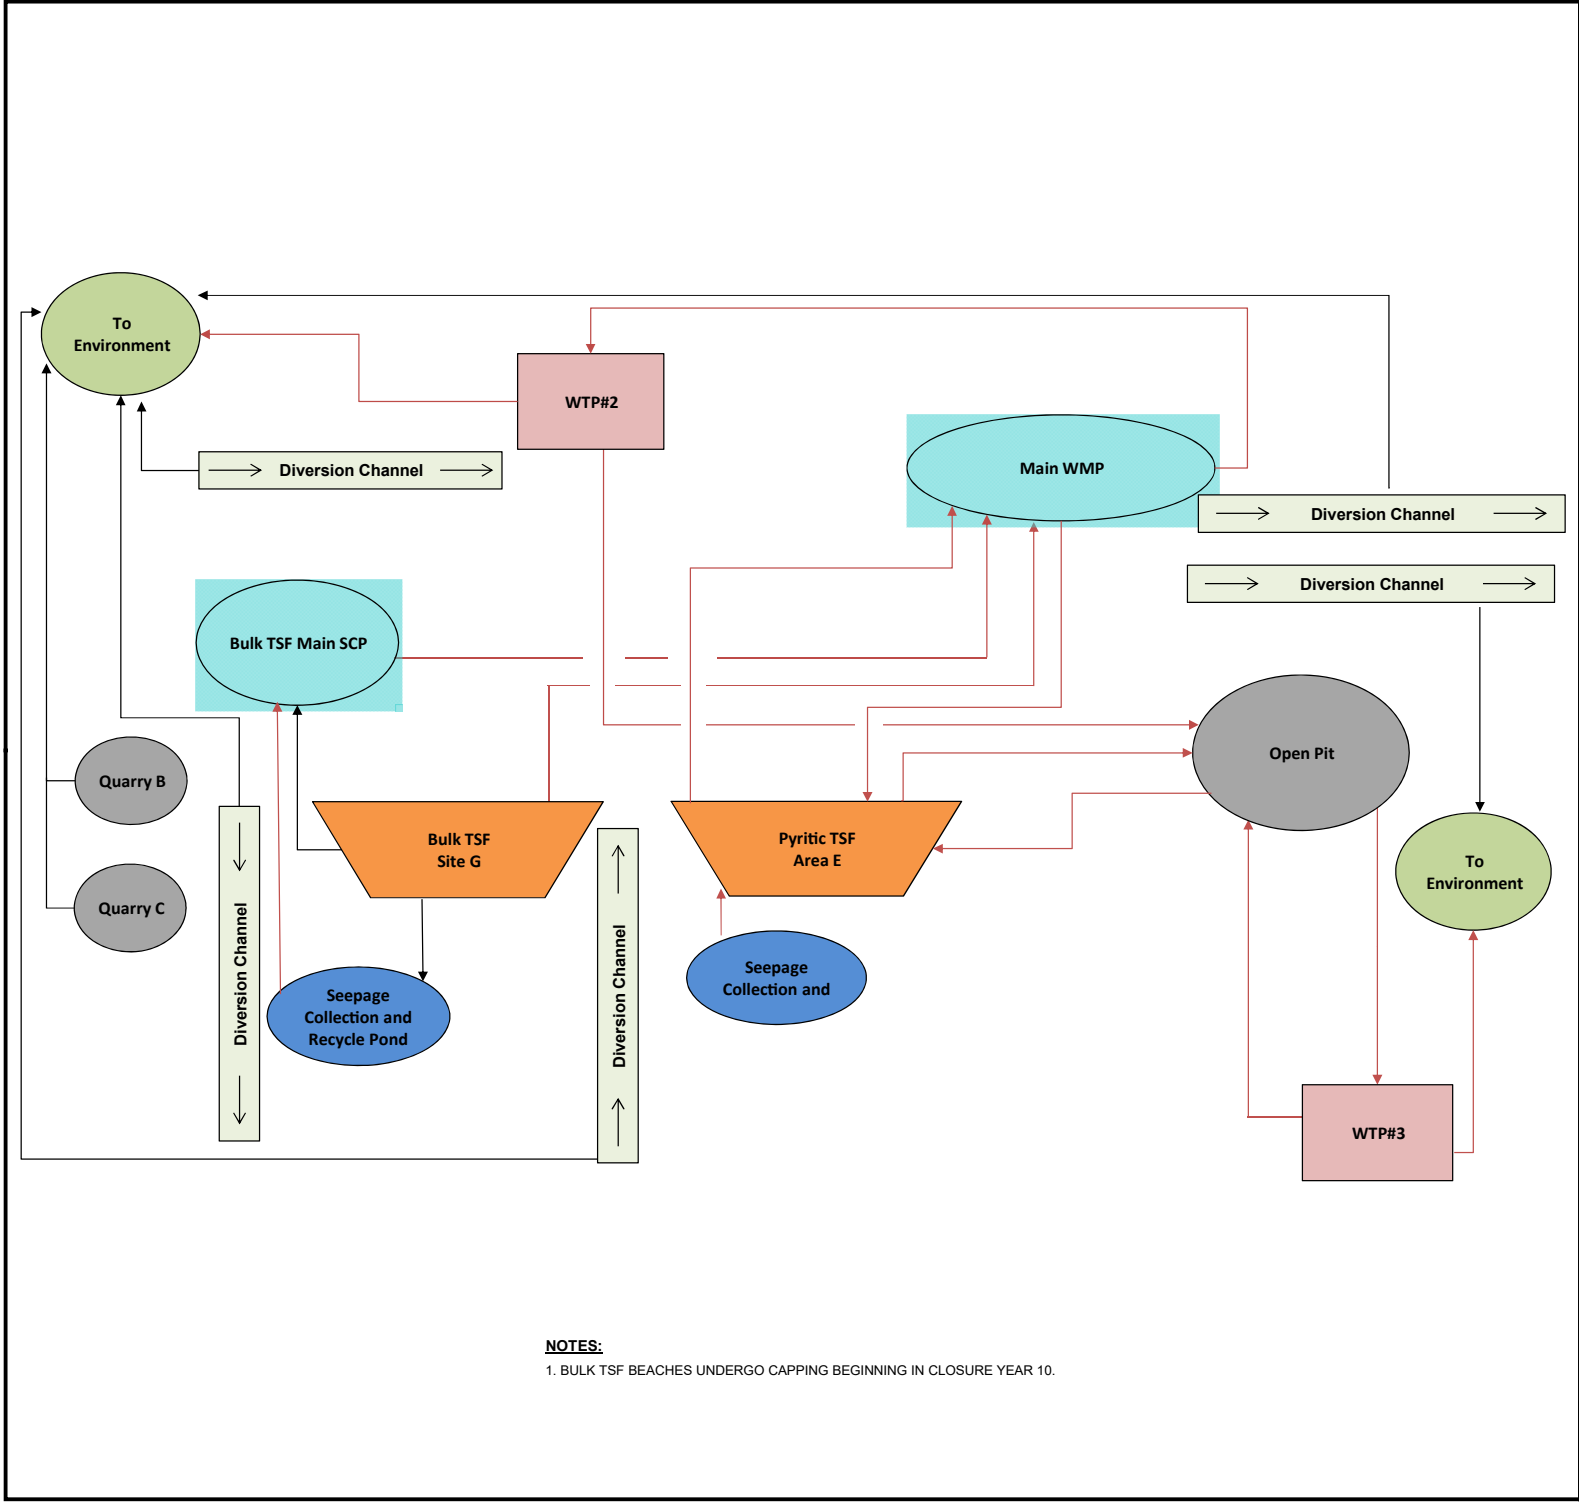 To
Environment
WTP#2
Diversion Channel
Main WMP
Diversion Channel
Diversion Channel
Bulk TSF Main SCP
Open Pit
Quarry B
Bulk TSF
Site G
Pyritic TSF
Area E
To
Environment
Quarry C
Diversion Channel
Seepage
Collection and
Recycle Pond
Diversion Channel
Seepage
Collection and
WTP#3
NOTES:
1. BULK TSF BEACHES UNDERGO CAPPING BEGINNING IN CLOSURE YEAR 10.